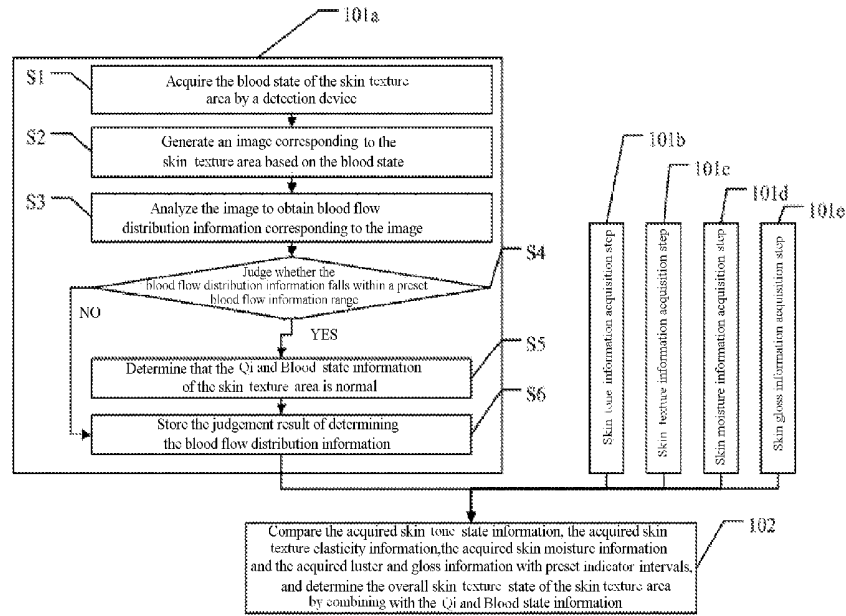 101a
S1
Acquire the blood state of the skin texture
area by a detection device
S2
Generate an image corresponding to the
skin texture area based on the blood state
S3
Analyze the image to obtain blood flow
distribution information corresponding to the image
S4
Judge whether the
blood flow distribution information falls within a preset
blood flow information range
NO
YES
S5
Determine that the Qi and Blood state information
of the skin texture area is normal
S6
Store the judgement result of determining
the blood flow distribution information
101b
Skin tone information acquisition step
101c
Skin texture information acquisition step
101d
Skin moisture information acquisition step
101e
Skin gloss information acquisition step
102
Compare the acquired skin tone state information, the acquired skin
texture elasticity information,the acquired skin moisture information
and the acquired luster and gloss information with preset indicator intervals,
and determine the overall skin texture state of the skin texture area
by combining with the Qi and Blood state information